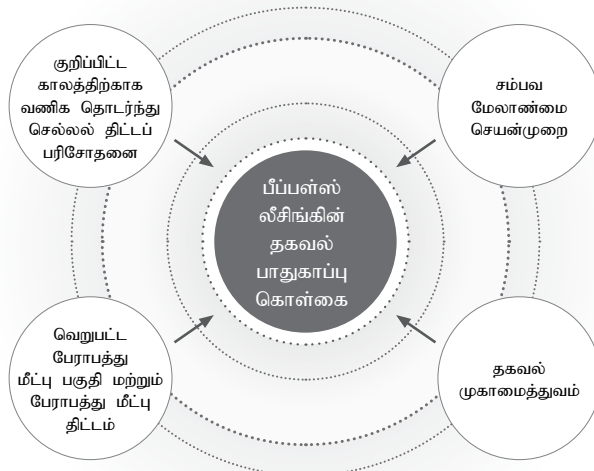 குறிப்பிட்ட
காலத்திற்காக
வணிக தொடர்ந்து
செல்லல் திட்டப்
பரிசோதனை
சம்பவ
மேலாண்மை
செயன்முறை
பீப்பள்ஸ்
லீசிங்கின்
தகவல்
பாதுகாப்பு
கொள்கை
வெறுபட்ட
பேராபத்து
மீட்பு பகுதி மற்றும்
பேராபத்து மீட்பு
திட்டம்
தகவல்
முகாமைத்துவம்